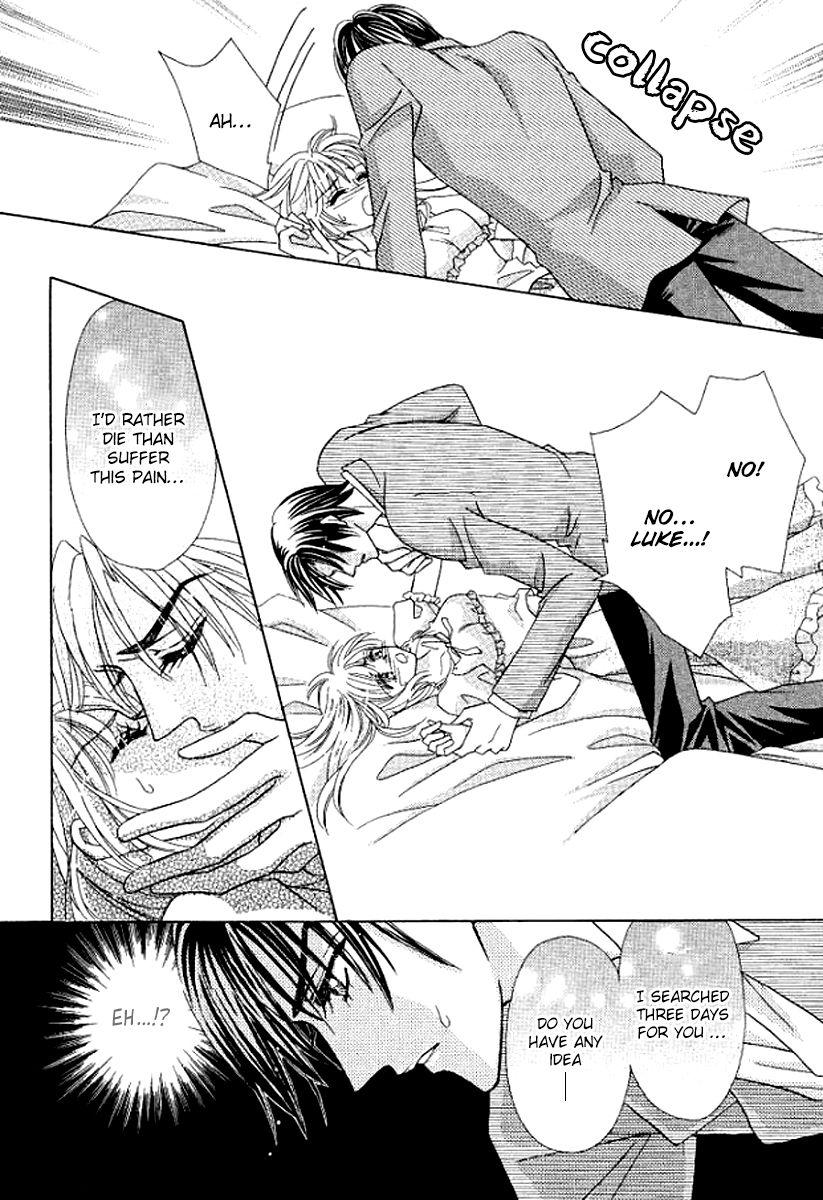 collapse
AH...
NO!
NO...
LUKE...!
I'D RATHER
DIE THAN
SUFFER
THIS PAIN...
I SEARCHED
THREE DAYS
FOR YOU ...
DO YOU
HAVE ANY
IDEA
—
EH...!?